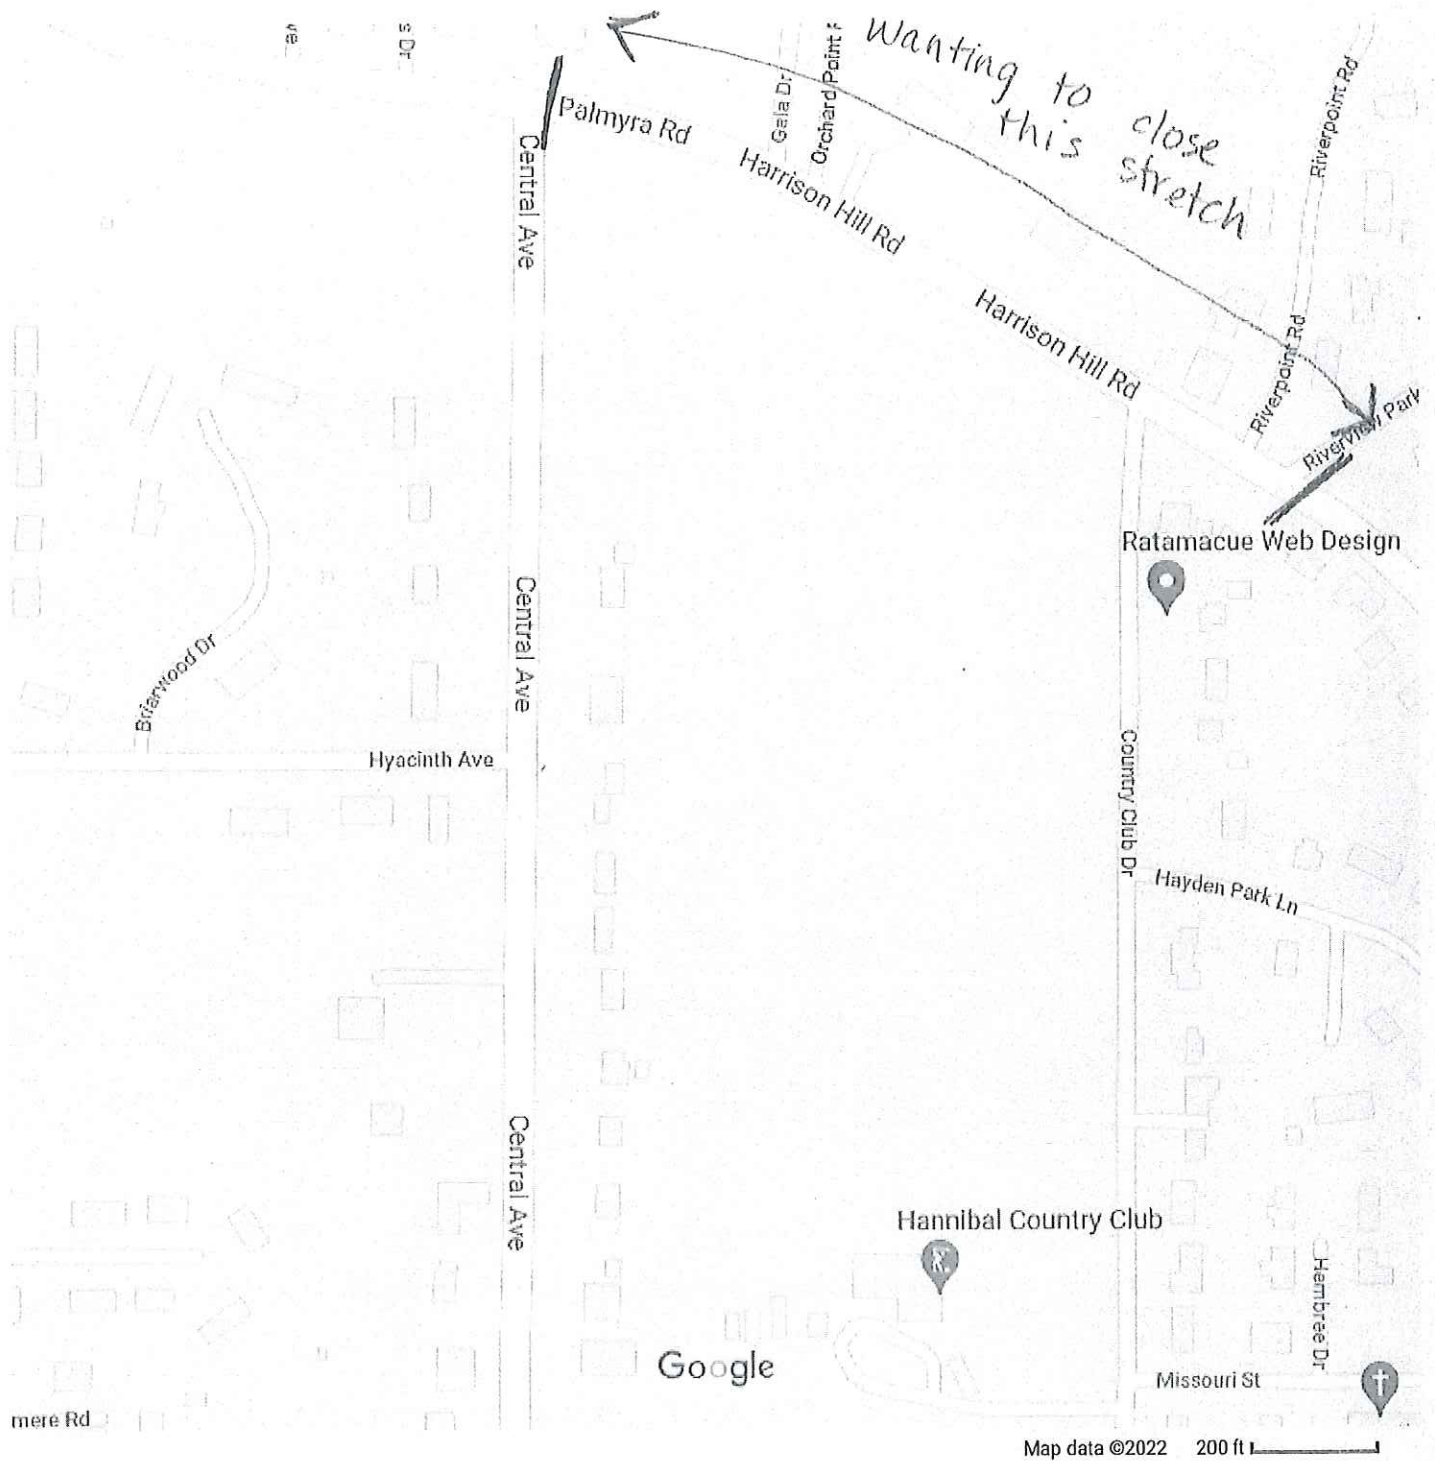 ve
s Dr
Wanting to close
this stretch
Palmyra Rd
Gala Dr
Orchard Point
Riverpoint Rd
Central Ave
Harrison Hill Rd
Harrison Hill Rd
Riverpoint Rd
Riverview Park
Ratamacue Web Design
Central Ave
Briarwood Dr
Hyacinth Ave
Country Club Dr
Hayden Park Ln
Central Ave
Hannibal Country Club
Hembree Dr
Google
Missouri St
mere Rd
Map data ©2022 200 ft